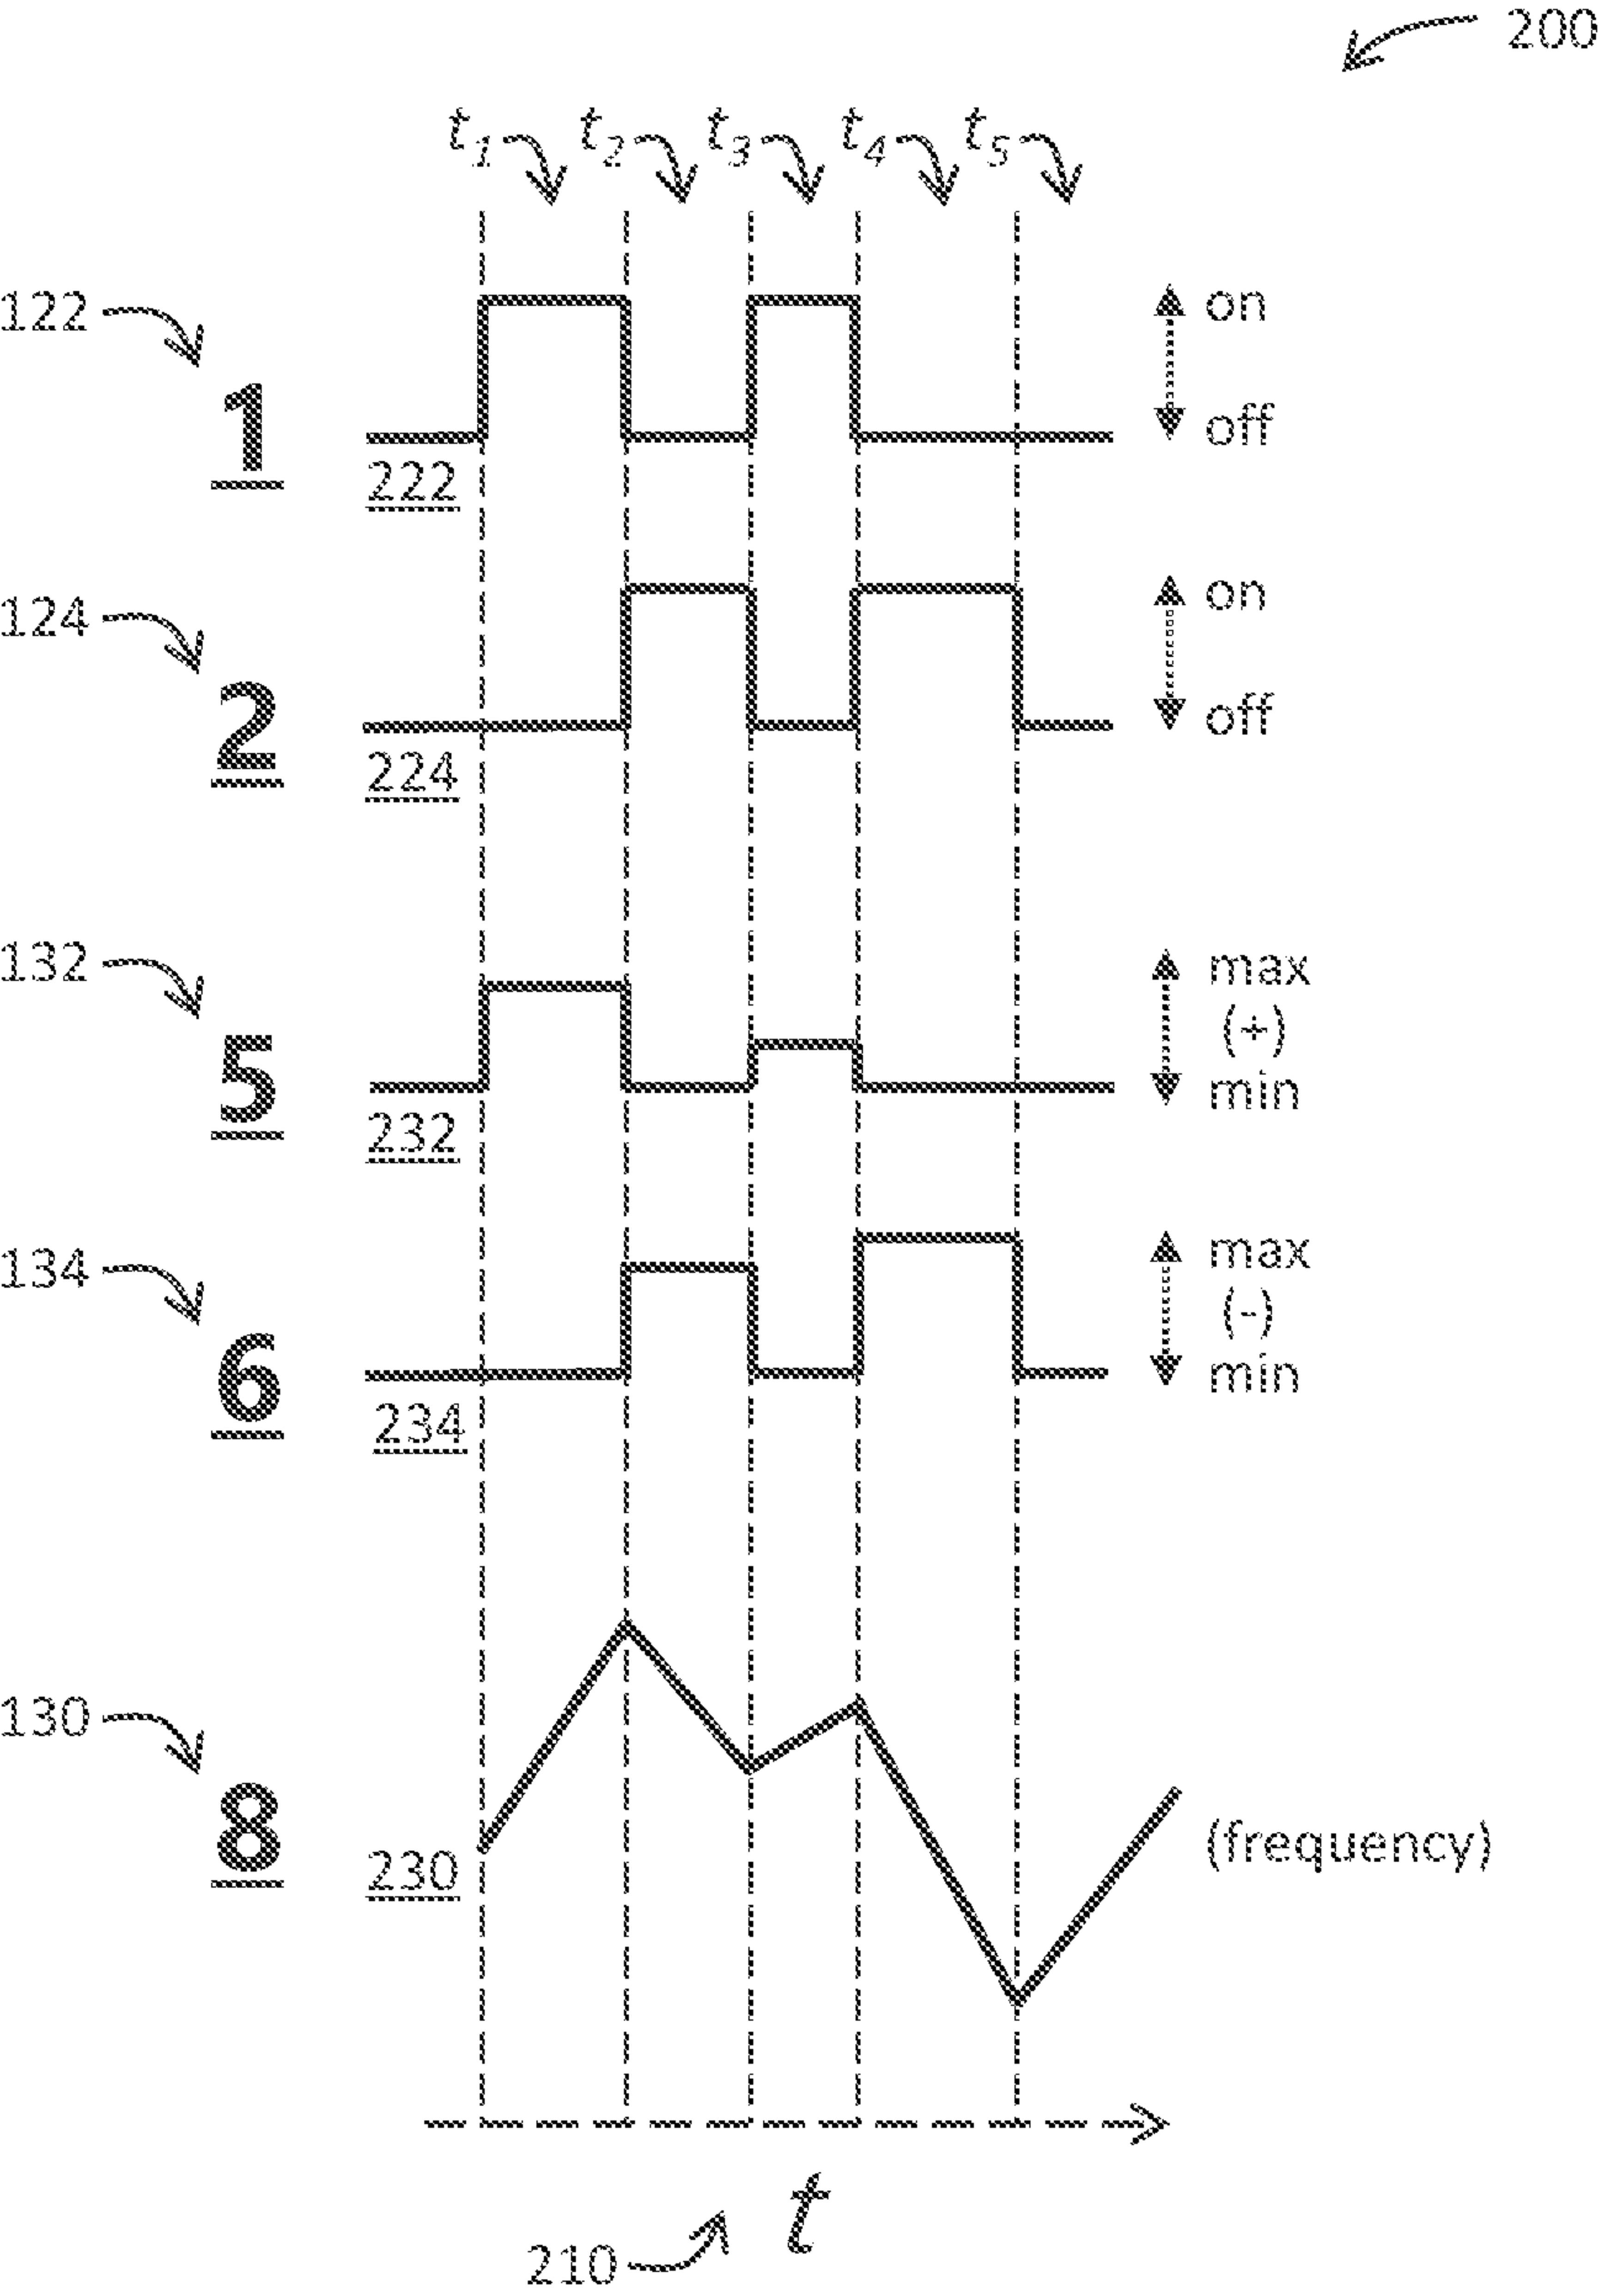 200
t1 t2 t3 t4 t5
122
1
222
on
off
124
2
224
on
off
132
5
232
max
(+)
min
134
6
234
max
(-)
min
130
8
230
(frequency)
t
210